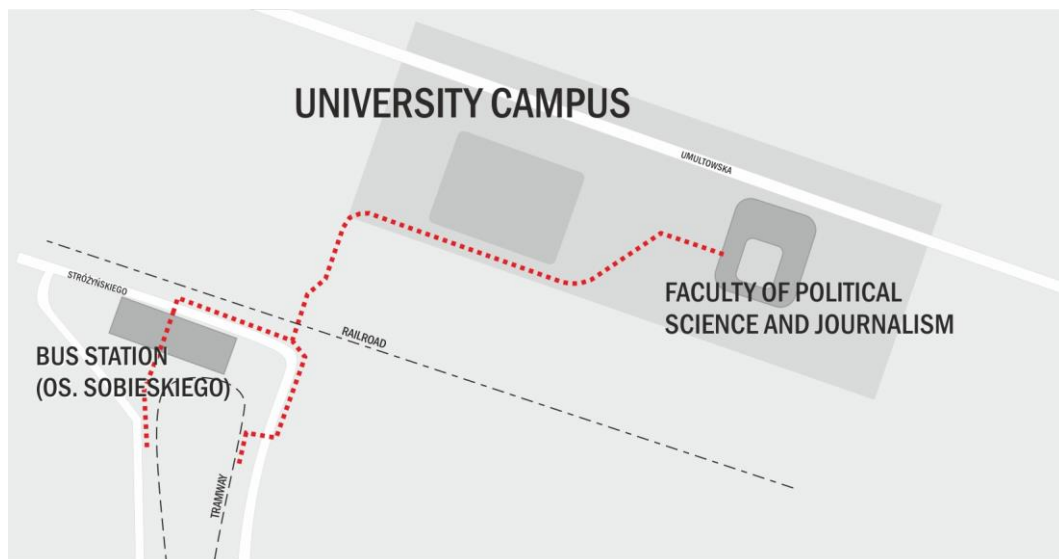 UNIVERSITY CAMPUS
UMULTOWSKA
STRÓŻYŃSKIEGO
FACULTY OF POLITICAL
SCIENCE AND JOURNALISM
RAILROAD
BUS STATION
(OS. SOBIESKIEGO)
TRAMWAY